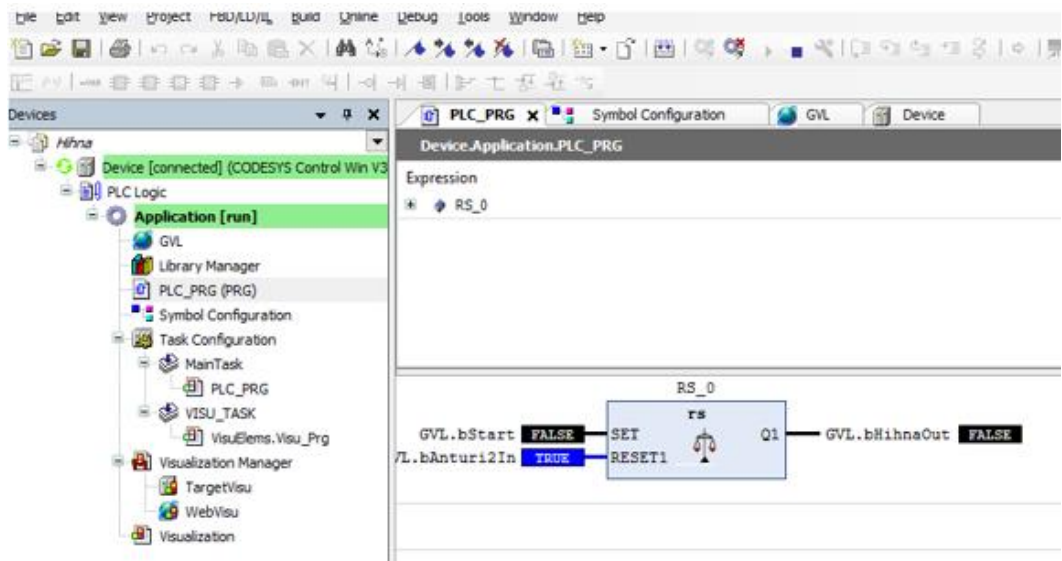 File Edit View Project FBD/LD/IL Build Online Debug Tools Window Help
Devices
Hihna
Device [connected] (CODESYS Control Win V3
PLC Logic
Application [run]
GVL
Library Manager
PLC_PRG (PRG)
Symbol Configuration
Task Configuration
MainTask
PLC_PRG
VISU_TASK
VisuElems.Visu_Prg
Visualization Manager
TargetVisu
WebVisu
Visualization
PLC_PRG Symbol Configuration GVL Device
Device.Application.PLC_PRG
Expression
RS_0
RS_0
rs
GVL.bStart FALSE SET Q1 GVL.bHihnaOut FALSE
VL.bAnturi2In TRUE RESET1